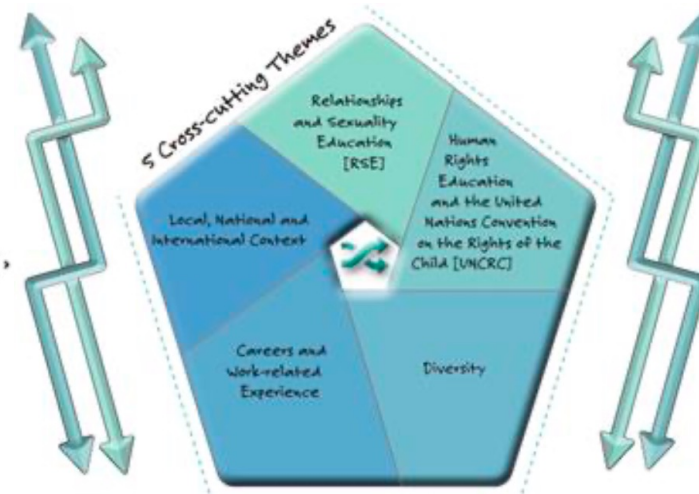 5 Cross-cutting Themes
Relationships
and Sexuality
Education
[RSE]
Human
Rights
Education
and the United
Nations Convention
on the Rights of the
Child [UNCRC]
Local, National and
International Context
Careers and
Work-related
Experience
Diversity